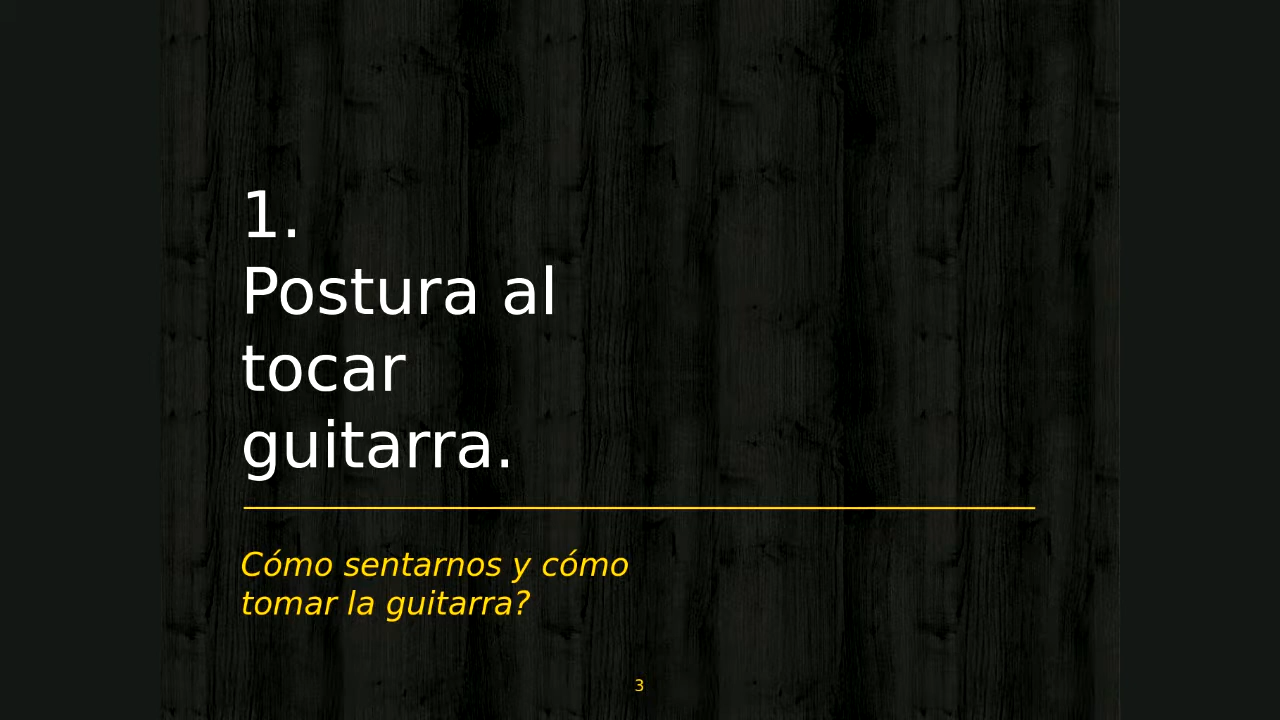 1.
Postura al
tocar
guitarra.
Cómo sentarnos y cómo
tomar la guitarra?
3